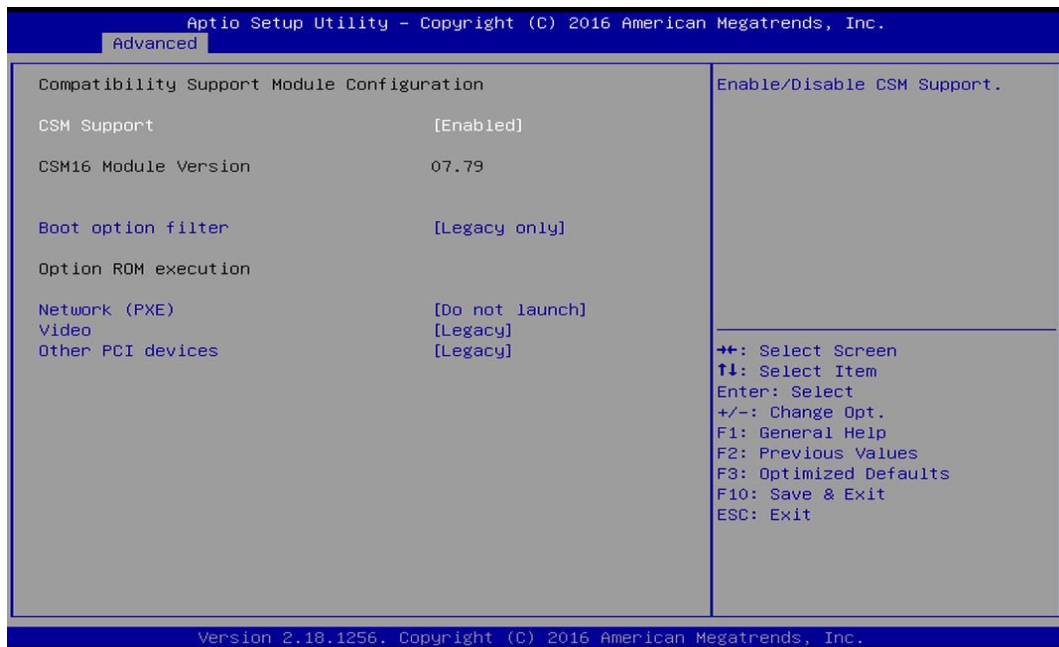 Aptio Setup Utility – Copyright (C) 2016 American Megatrends, Inc.
Advanced
Compatibility Support Module Configuration
CSM Support [Enabled]
CSM16 Module Version 07.79
Boot option filter [Legacy only]
Option ROM execution
Network (PXE) [Do not launch]
Video [Legacy]
Other PCI devices [Legacy]
Enable/Disable CSM Support.
→←: Select Screen
↑↓: Select Item
Enter: Select
+/-: Change Opt.
F1: General Help
F2: Previous Values
F3: Optimized Defaults
F10: Save & Exit
ESC: Exit
Version 2.18.1256. Copyright (C) 2016 American Megatrends, Inc.